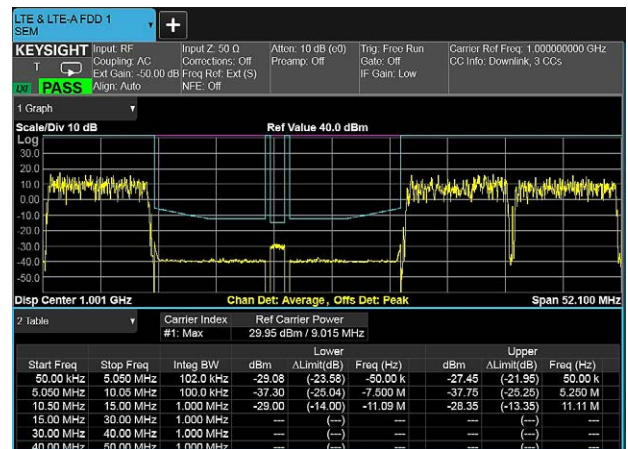 LTE & LTE-A FDD 1
SEM
KEYSIGHT
T
LXI
PASS
Input: RF
Coupling: AC
Ext Gain: -50.00 dB
Align: Auto
Input Z: 50 Ω
Corrections: Off
Freq Ref: Ext (S)
NFE: Off
Atten: 10 dB (e0)
Preamp: Off
Trig: Free Run
Gate: Off
IF Gain: Low
Carrier Ref Freq: 1.000000000 GHz
CC Info: Downlink, 3 CCs
1 Graph
Scale/Div 10 dB
Ref Value 40.0 dBm
Log
30.0
20.0
10.0
0.00
-10.0
-20.0
-30.0
-40.0
-50.0
Disp Center 1.001 GHz
Chan Det: Average, Offs Det: Peak
Span 52.100 MHz
2 Table
Carrier Index Ref Carrier Power
#1: Max 29.95 dBm / 9.015 MHz
Lower Upper
Start Freq Stop Freq Integ BW dBm ΔLimit(dB) Freq (Hz) dBm ΔLimit(dB) Freq (Hz)
50.00 kHz 5.050 MHz 102.0 kHz -29.08 (-23.58) -50.00 k -27.45 (-21.95) 50.00 k
5.050 MHz 10.05 MHz 100.0 kHz -37.30 (-25.04) -7.500 M -37.75 (-25.25) 5.250 M
10.50 MHz 15.00 MHz 1.000 MHz -29.00 (-14.00) -11.09 M -28.35 (-13.35) 11.11 M
15.00 MHz 30.00 MHz 1.000 MHz --- (---) --- --- (---) ---
30.00 MHz 40.00 MHz 1.000 MHz --- (---) --- --- (---) ---
40.00 MHz 50.00 MHz 1.000 MHz --- (---) --- --- (---) ---